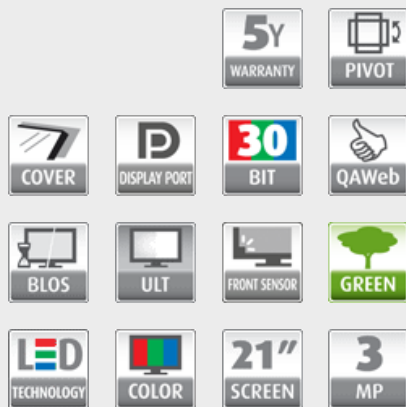 5Y
WARRANTY
PIVOT
COVER
D
DISPLAY PORT
30
BIT
QAWeb
BLOS
ULT
FRONT SENSOR
GREEN
LED
TECHNOLOGY
COLOR
21"
SCREEN
3
MP